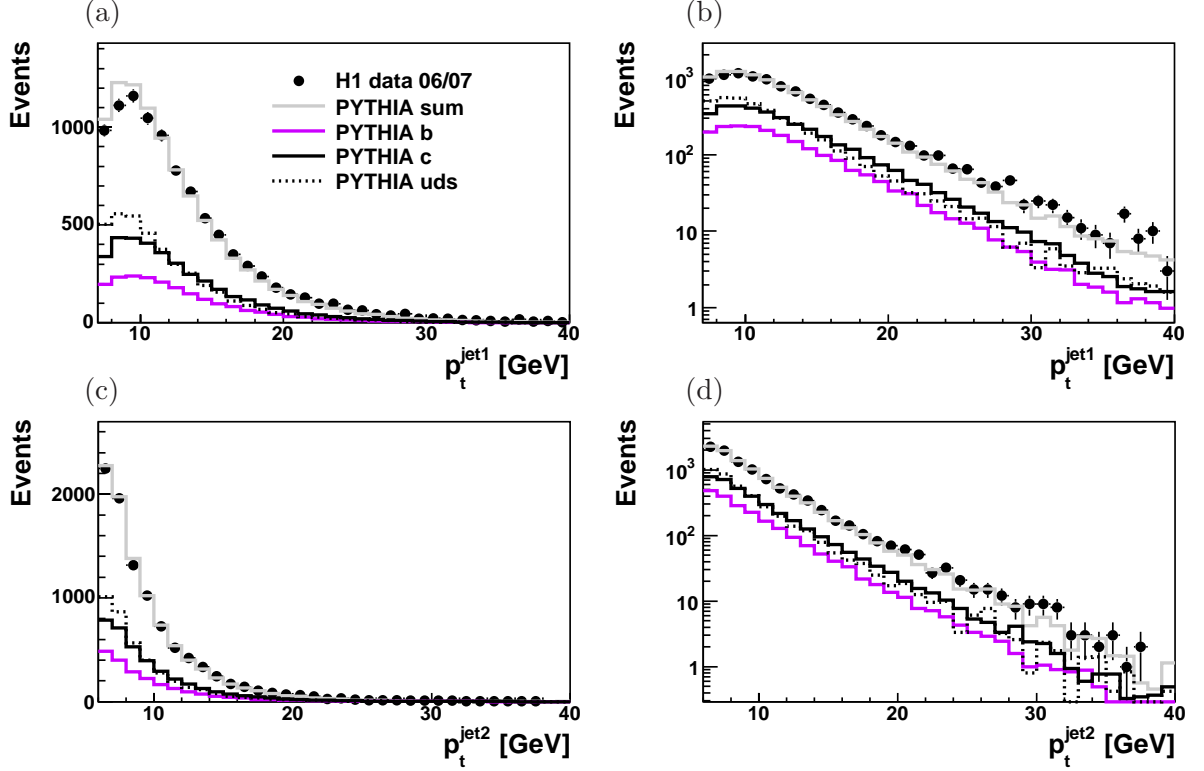 (a)
Events
1000
500
0
10 20 30 40
p_t^jet1 [GeV]
H1 data 06/07
PYTHIA sum
PYTHIA b
PYTHIA c
PYTHIA uds
(b)
Events
10^3
10^2
10
1
10 20 30 40
p_t^jet1 [GeV]
(c)
Events
2000
1000
0
10 20 30 40
p_t^jet2 [GeV]
(d)
Events
10^3
10^2
10
1
10 20 30 40
p_t^jet2 [GeV]